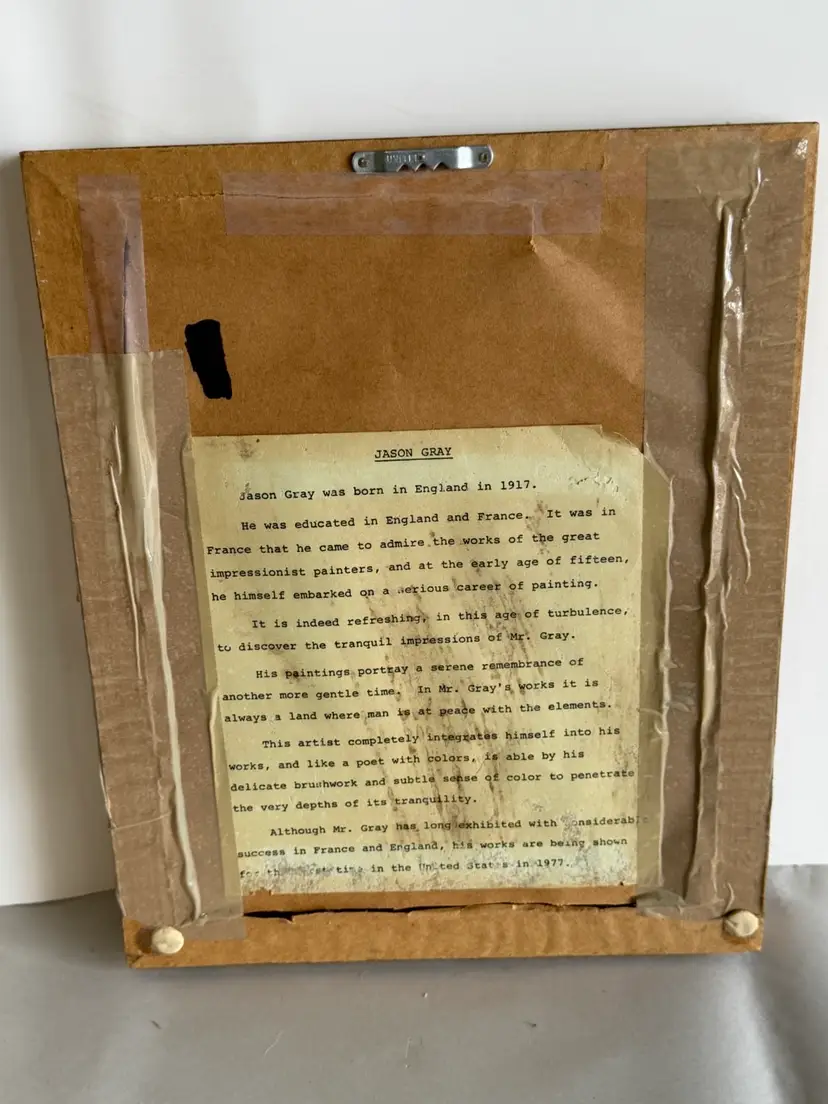 JASON GRAY
Jason Gray was born in England in 1917.
He was educated in England and France. It was in
France that he came to admire the works of the great
impressionist painters, and at the early age of fifteen,
he himself embarked on a serious career of painting.
It is indeed refreshing, in this age of turbulence,
to discover the tranquil impressions of Mr. Gray.
His paintings portray a serene remembrance of
another more gentle time. In Mr. Gray's works it is
always a land where man is at peace with the elements.
This artist completely integrates himself into his
works, and like a poet with colors, is able by his
delicate brushwork and subtle sense of color to penetrate
the very depths of its tranquility.
Although Mr. Gray has long exhibited with considerable
success in France and England, his works are being shown
for the first time in the United States in 1977.